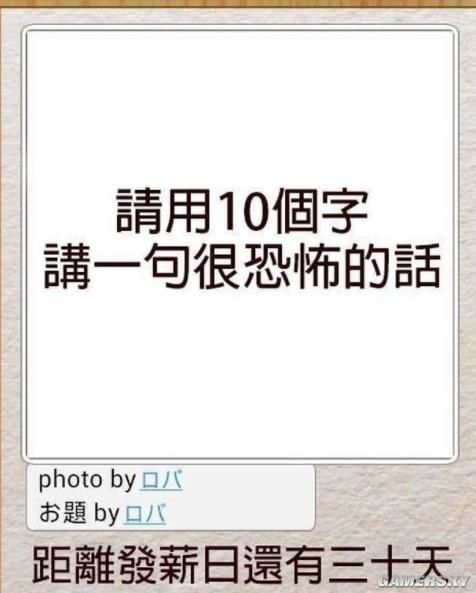 請用10個字
講一句很恐怖的話
photo by ロバ
お題 by ロバ
距離發薪日還有三十天
GAMERSKY